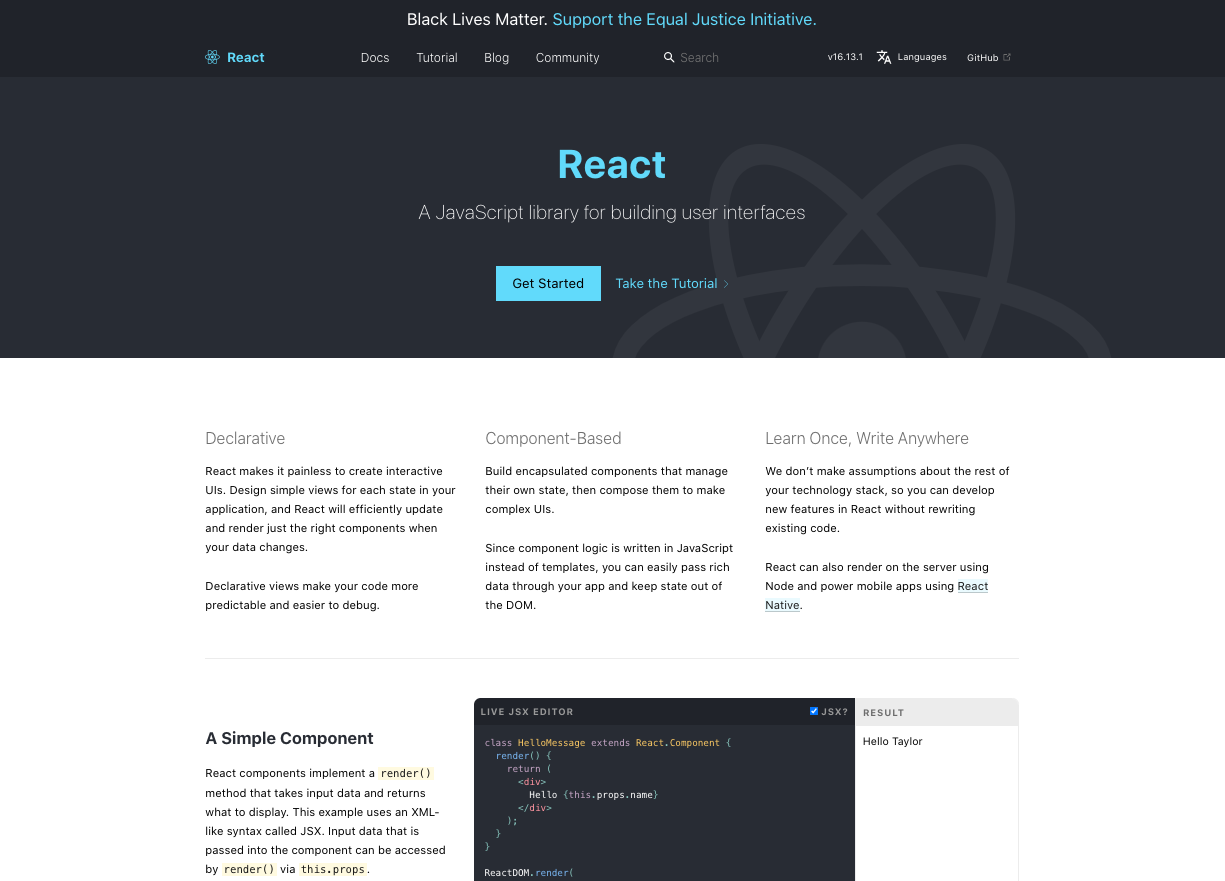 Black Lives Matter. Support the Equal Justice Initiative.
React Docs Tutorial Blog Community Search v16.13.1 Languages GitHub
React
A JavaScript library for building user interfaces
Get Started Take the Tutorial
Declarative
React makes it painless to create interactive
UIs. Design simple views for each state in your
application, and React will efficiently update
and render just the right components when
your data changes.
Declarative views make your code more
predictable and easier to debug.
Component-Based
Build encapsulated components that manage
their own state, then compose them to make
complex UIs.
Since component logic is written in JavaScript
instead of templates, you can easily pass rich
data through your app and keep state out of
the DOM.
Learn Once, Write Anywhere
We don’t make assumptions about the rest of
your technology stack, so you can develop
new features in React without rewriting
existing code.
React can also render on the server using
Node and power mobile apps using React
Native.
A Simple Component
React components implement a render()
method that takes input data and returns
what to display. This example uses an XML-
like syntax called JSX. Input data that is
passed into the component can be accessed
by render() via this.props.
LIVE JSX EDITOR JSX?
class HelloMessage extends React.Component {
  render() {
    return (
      <div>
        Hello {this.props.name}
      </div>
    );
  }
}
ReactDOM.render(
RESULT
Hello Taylor